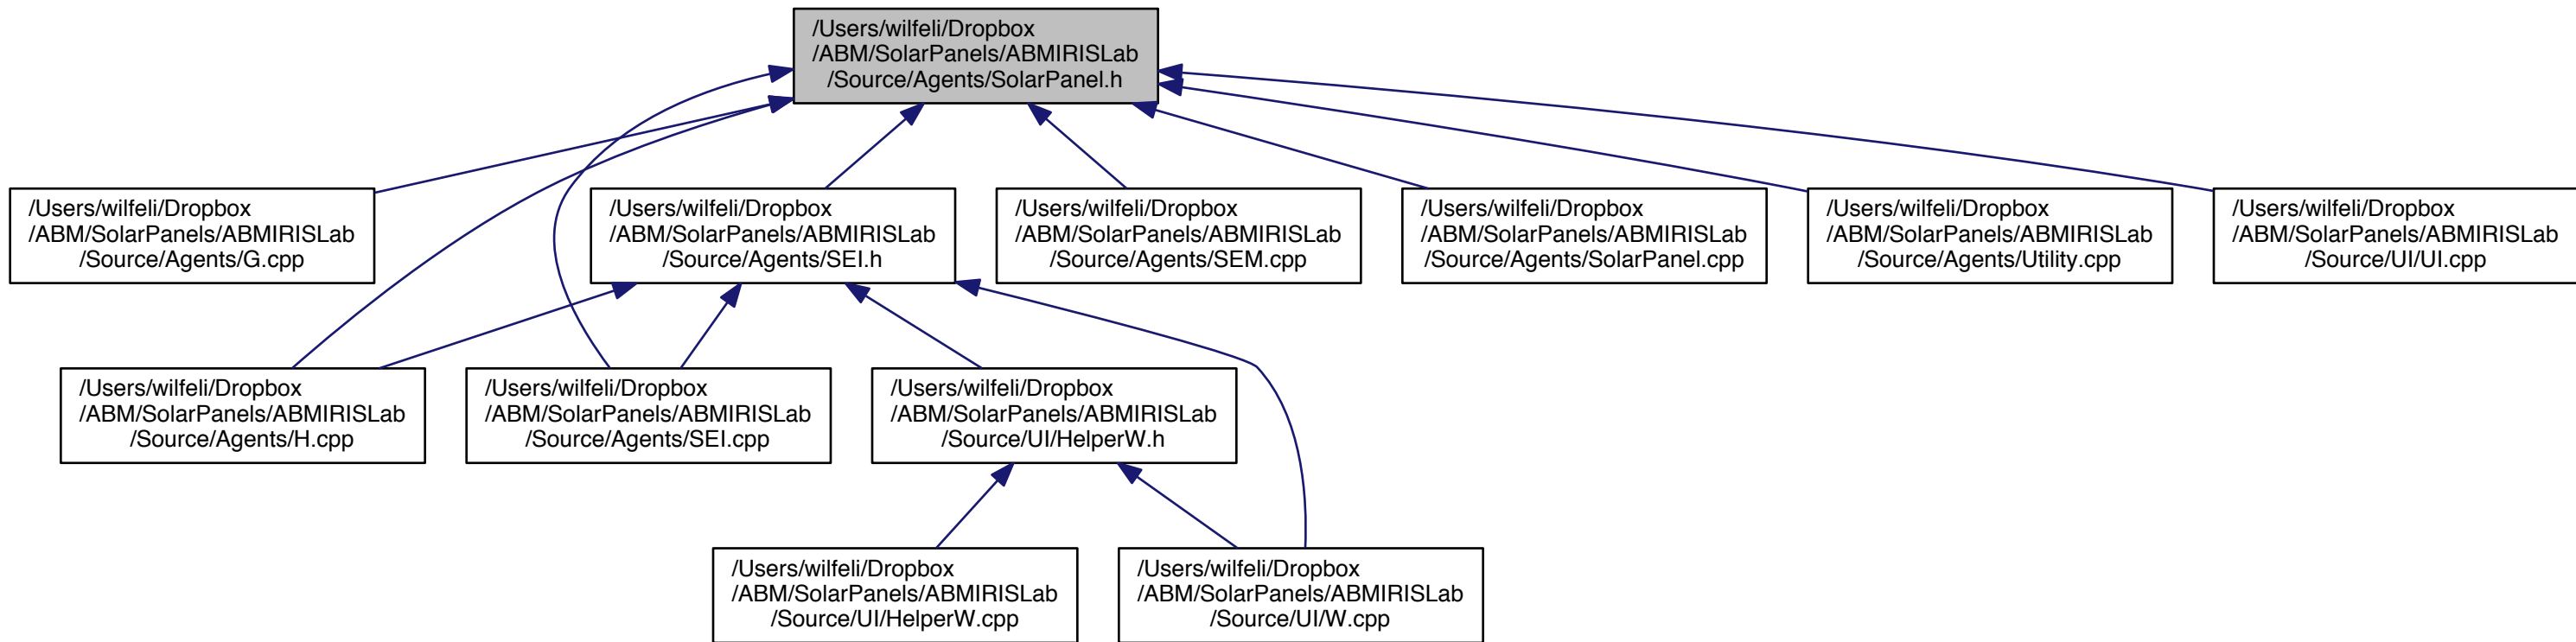 /Users/wilfeli/Dropbox
/ABM/SolarPanels/ABMIRISLab
/Source/Agents/SolarPanel.h
/Users/wilfeli/Dropbox
/ABM/SolarPanels/ABMIRISLab
/Source/Agents/G.cpp
/Users/wilfeli/Dropbox
/ABM/SolarPanels/ABMIRISLab
/Source/Agents/SEI.h
/Users/wilfeli/Dropbox
/ABM/SolarPanels/ABMIRISLab
/Source/Agents/SEM.cpp
/Users/wilfeli/Dropbox
/ABM/SolarPanels/ABMIRISLab
/Source/Agents/SolarPanel.cpp
/Users/wilfeli/Dropbox
/ABM/SolarPanels/ABMIRISLab
/Source/Agents/Utility.cpp
/Users/wilfeli/Dropbox
/ABM/SolarPanels/ABMIRISLab
/Source/UI/UI.cpp
/Users/wilfeli/Dropbox
/ABM/SolarPanels/ABMIRISLab
/Source/Agents/H.cpp
/Users/wilfeli/Dropbox
/ABM/SolarPanels/ABMIRISLab
/Source/Agents/SEI.cpp
/Users/wilfeli/Dropbox
/ABM/SolarPanels/ABMIRISLab
/Source/UI/HelperW.h
/Users/wilfeli/Dropbox
/ABM/SolarPanels/ABMIRISLab
/Source/UI/HelperW.cpp
/Users/wilfeli/Dropbox
/ABM/SolarPanels/ABMIRISLab
/Source/UI/W.cpp